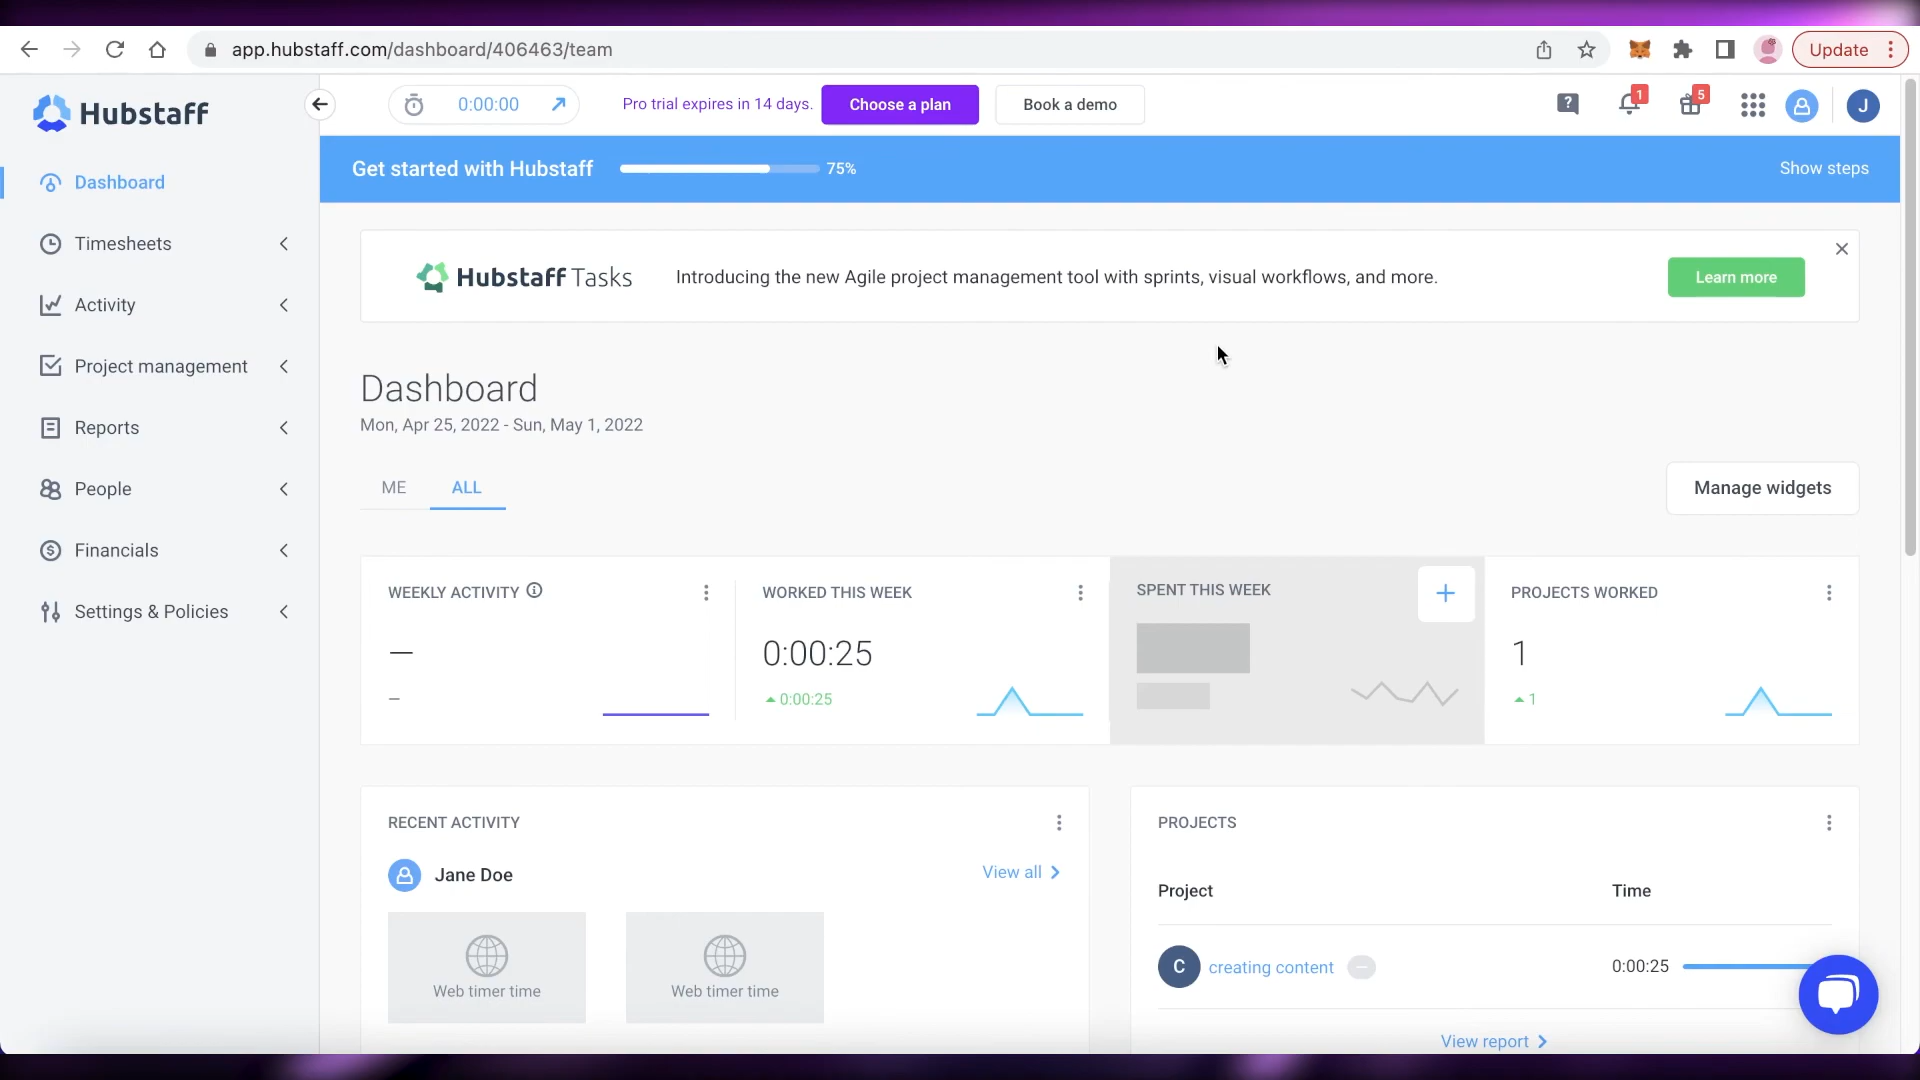 app.hubstaff.com/dashboard/406463/team
Update
Hubstaff
0:00:00
Pro trial expires in 14 days.
Choose a plan
Book a demo
?
1
5
J
Get started with Hubstaff
75%
Show steps
Dashboard
Timesheets
Activity
Project management
Reports
People
Financials
Settings & Policies
Hubstaff Tasks
Introducing the new Agile project management tool with sprints, visual workflows, and more.
Learn more
Dashboard
Mon, Apr 25, 2022 - Sun, May 1, 2022
ME
ALL
Manage widgets
WEEKLY ACTIVITY
—
–
WORKED THIS WEEK
0:00:25
0:00:25
SPENT THIS WEEK
PROJECTS WORKED
1
1
RECENT ACTIVITY
Jane Doe
View all
Web timer time
Web timer time
PROJECTS
Project
Time
C
creating content
0:00:25
View report